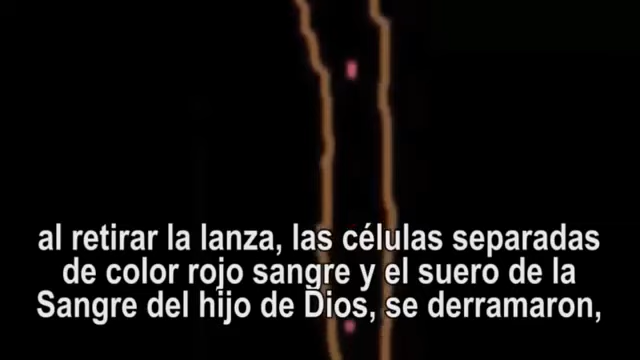 al retirar la lanza, las células separadas
de color rojo sangre y el suero de la
Sangre del hijo de Dios, se derramaron,